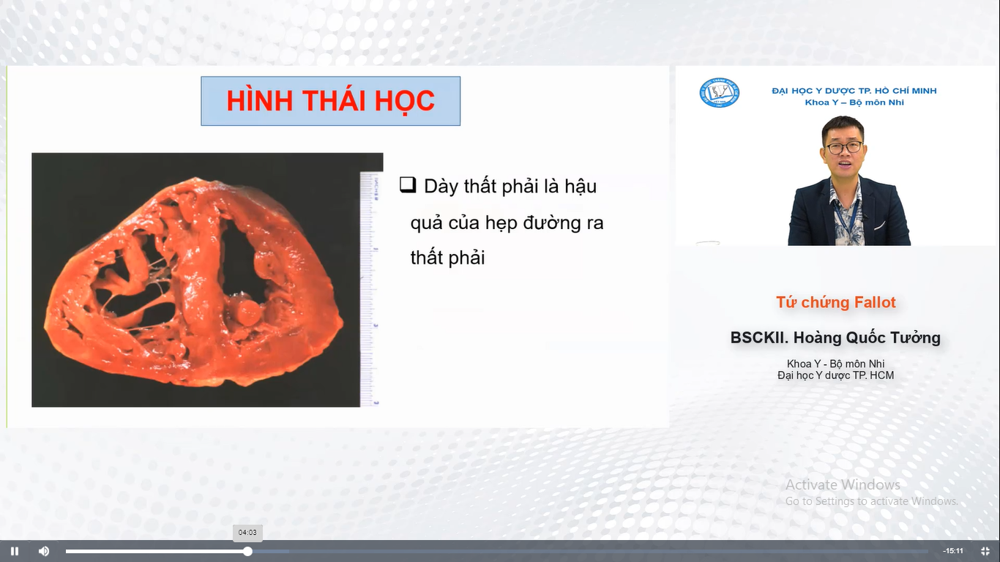 HÌNH THÁI HỌC
❑ Dày thất phải là hậu
quả của hẹp đường ra
thất phải
ĐẠI HỌC Y DƯỢC TP. HỒ CHÍ MINH
Khoa Y – Bộ môn Nhi
Tứ chứng Fallot
BSCKII. Hoàng Quốc Tưởng
Khoa Y - Bộ môn Nhi
Đại học Y dược TP. HCM
Activate Windows
Go to Settings to activate Windows.
04:03
-15:11